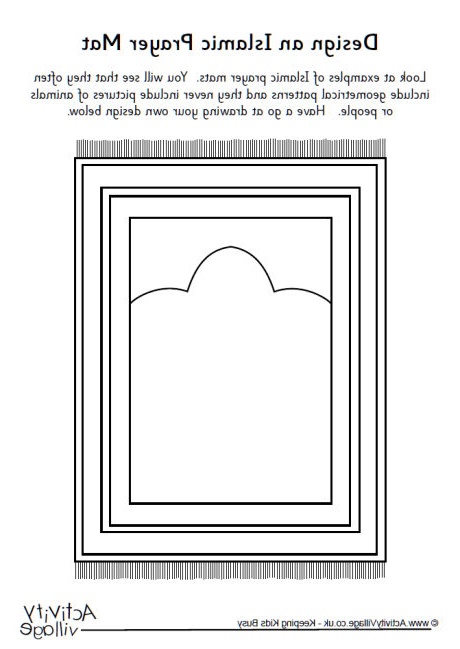 Design an Islamic Prayer Mat
Look at examples of Islamic prayer mats. You will see that they often
include geometrical patterns and they never include pictures of animals
or people. Have a go at drawing your own design below.
Activity
Village
© www.ActivityVillage.co.uk - Keeping Kids Busy